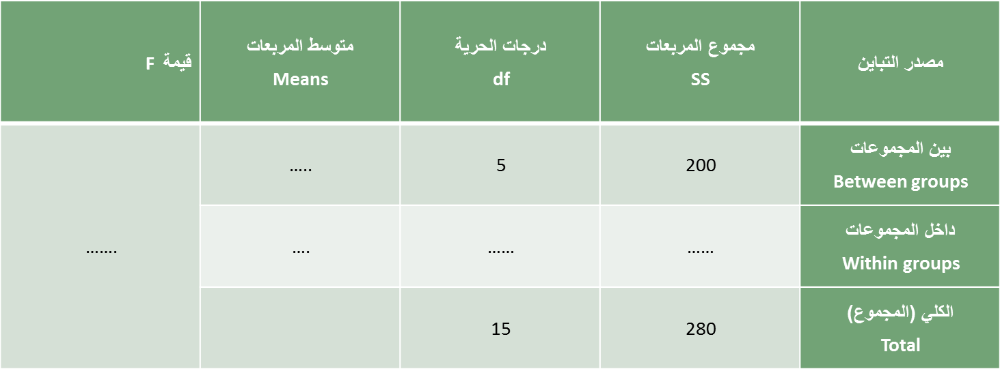 مصدر التباين
مجموع المربعات
SS
درجات الحرية
df
متوسط المربعات
Means
قيمة F
بين المجموعات
Between groups
200
5
…..
داخل المجموعات
Within groups
……
……
….
…….
الكلي (المجموع)
Total
280
15